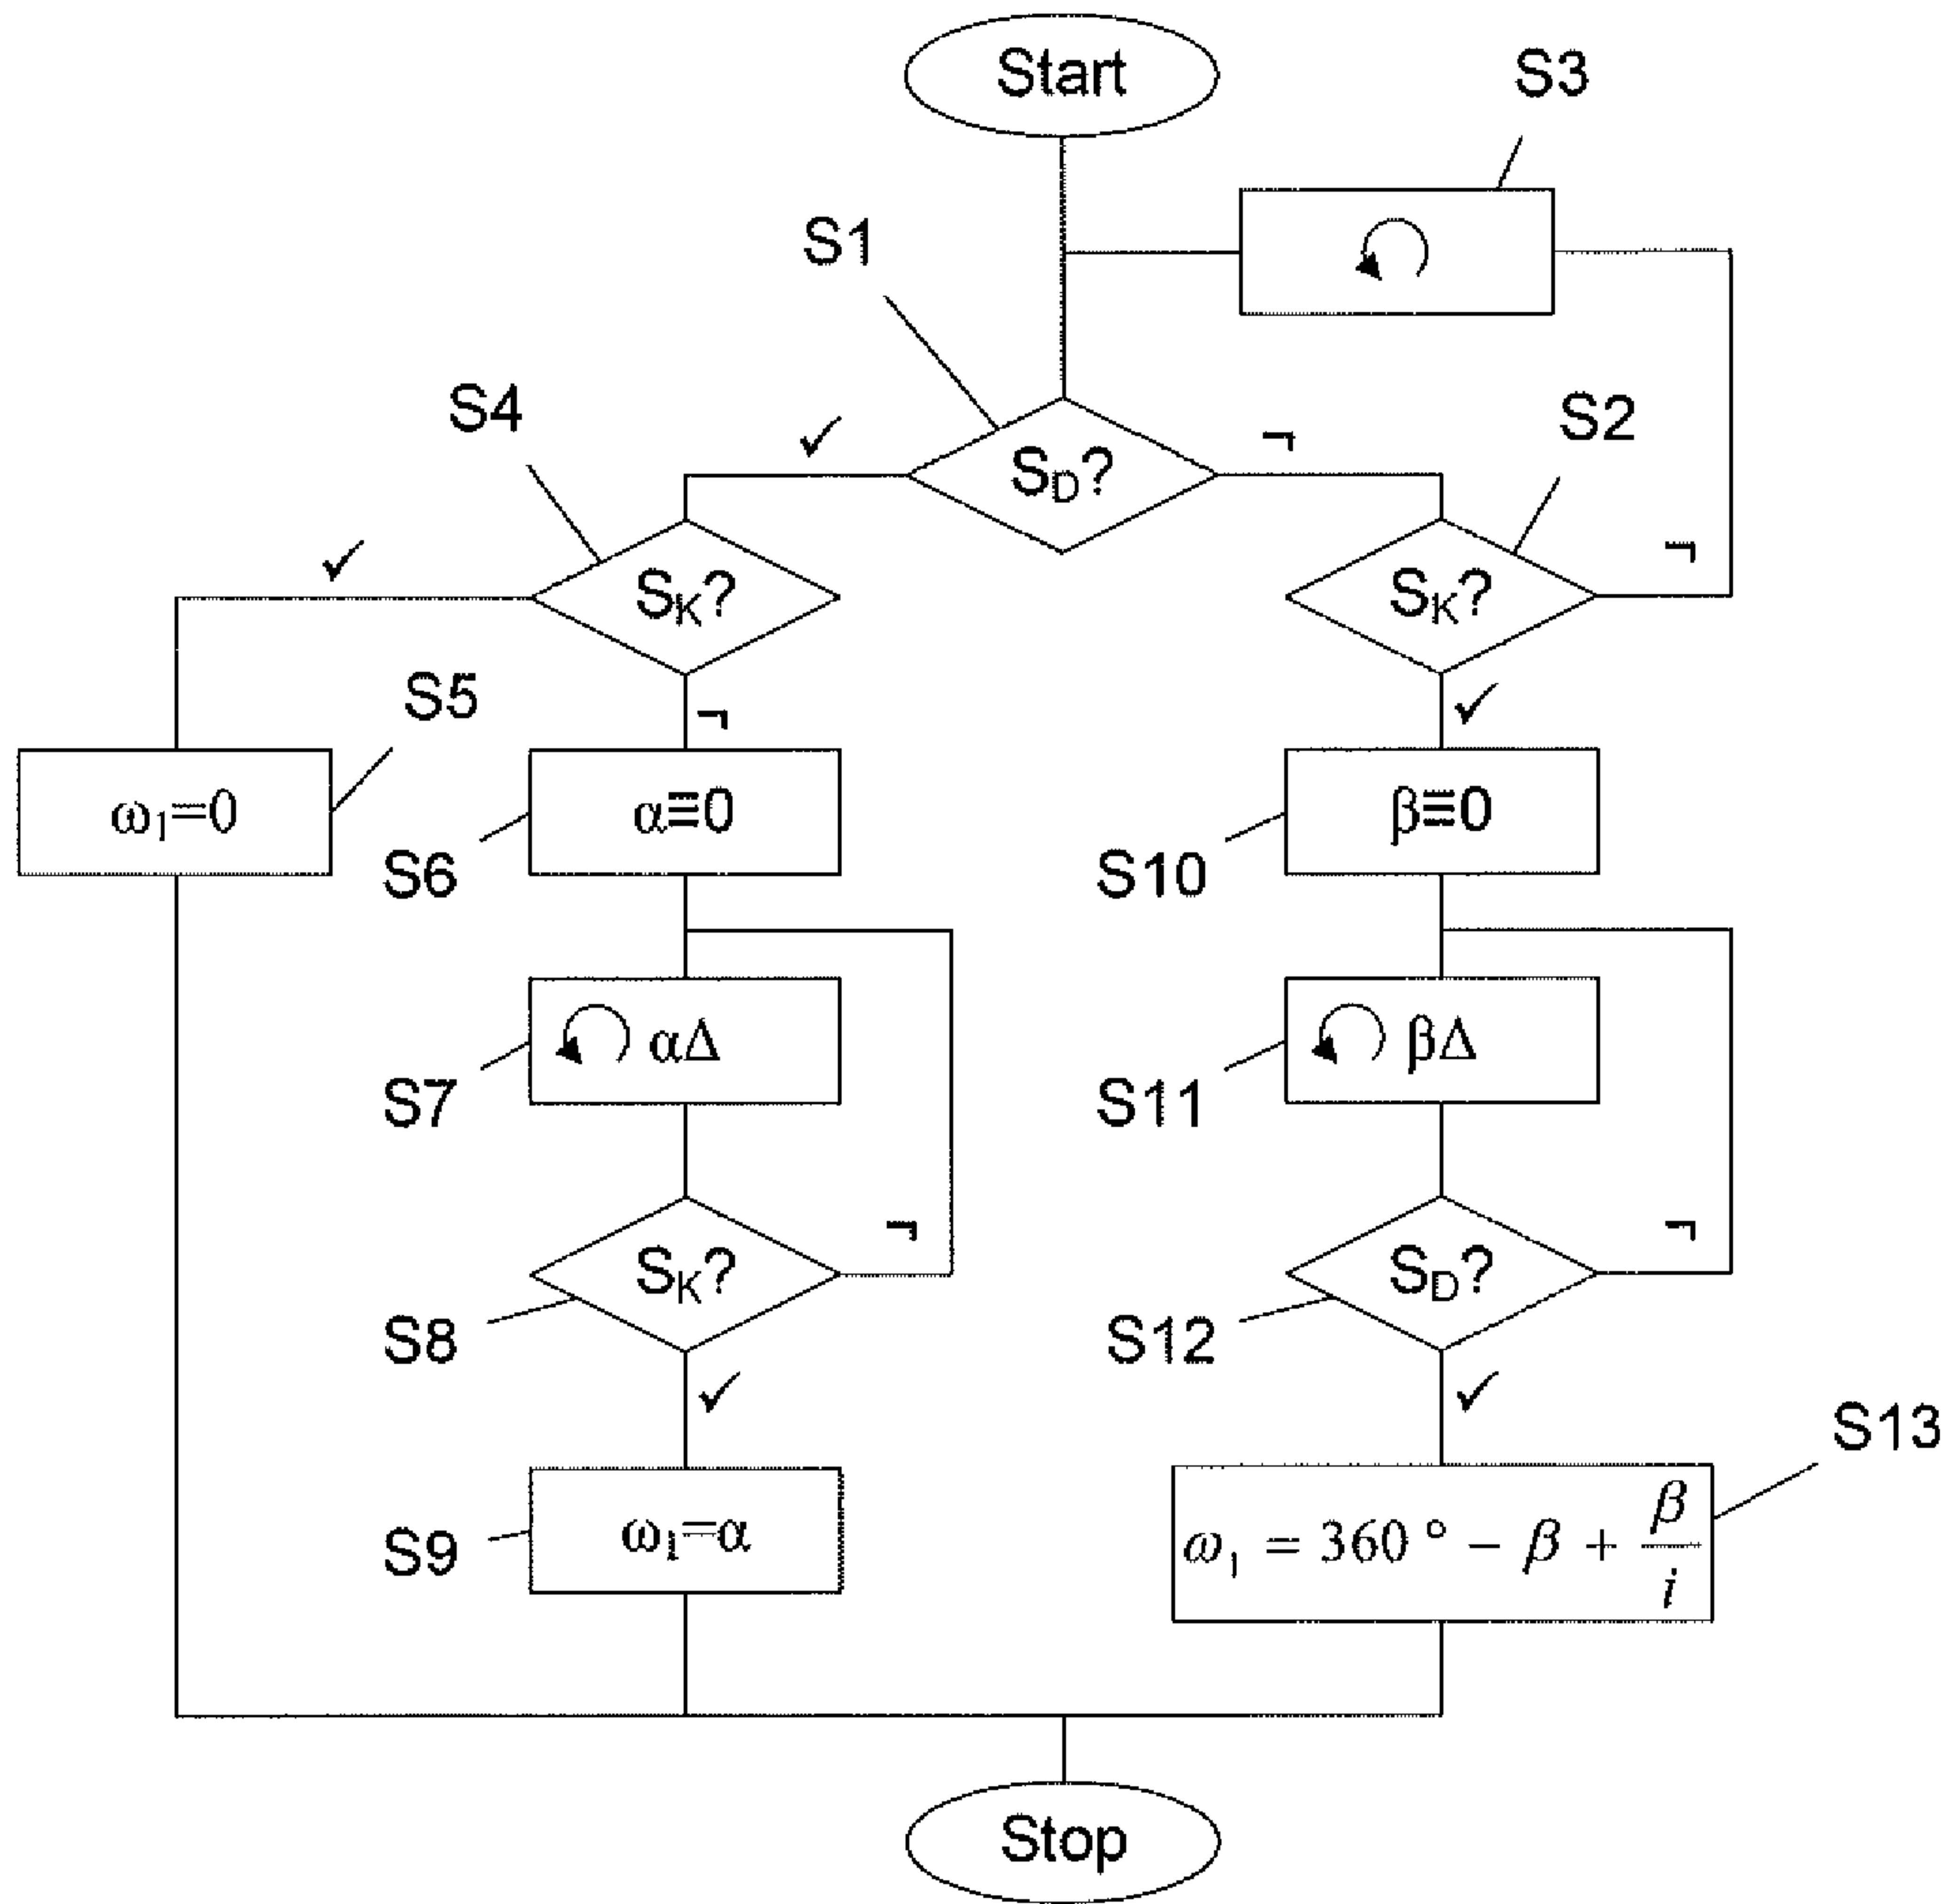 Start
S3
S1
S4
✓
S_D?
¬
S2
✓
S_K?
S_K?
¬
S5
¬
✓
ω₁=0
α≡0
β≡0
S6
S10
αΔ
βΔ
S7
S11
¬
¬
S_K?
S_D?
S8
S12
✓
✓
S13
S9
ω₁=α
ω₁ = 360° − β + β/i
Stop